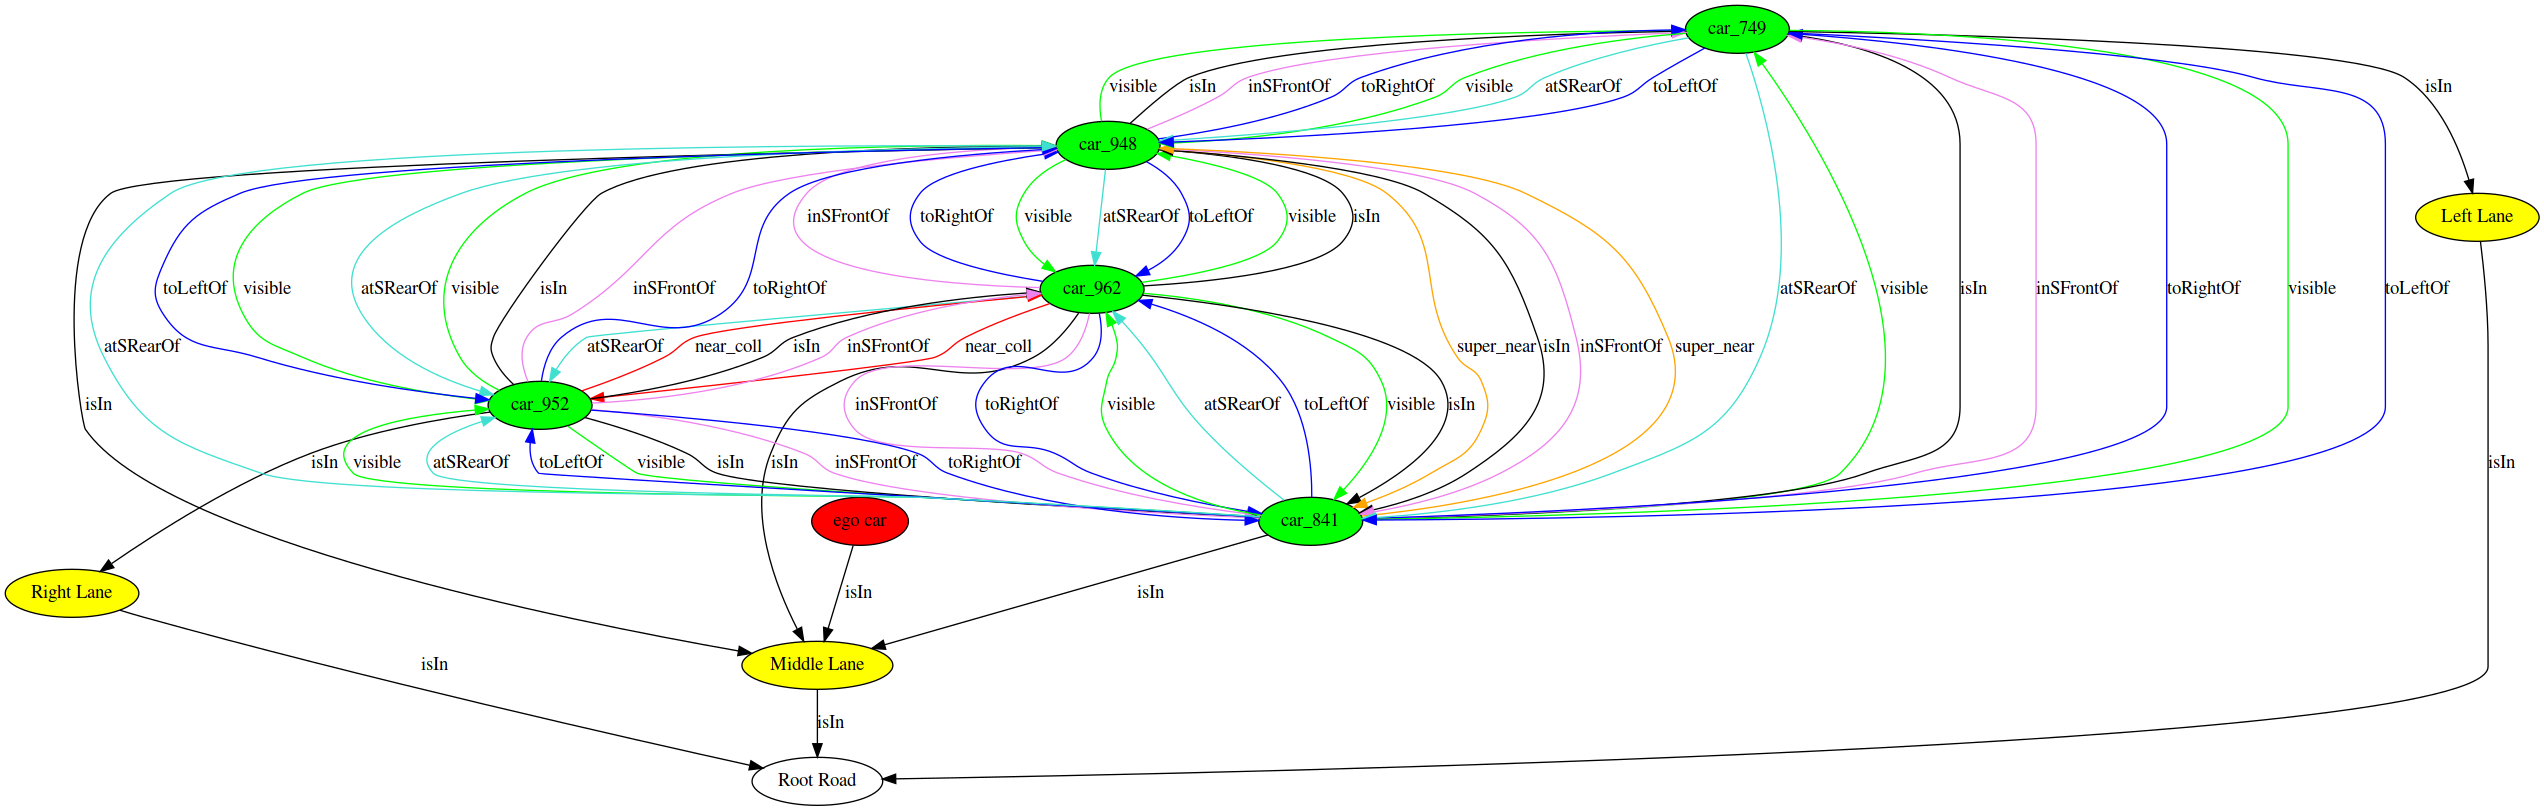 car_749
visible
isIn
inSFrontOf
toRightOf
visible
atSRearOf
toLeftOf
isIn
car_948
inSFrontOf
toRightOf
visible
atSRearOf
toLeftOf
visible
isIn
Left Lane
toLeftOf
visible
atSRearOf
visible
isIn
inSFrontOf
toRightOf
car_962
atSRearOf
visible
isIn
inSFrontOf
toRightOf
visible
toLeftOf
atSRearOf
atSRearOf
near_coll
isIn
inSFrontOf
near_coll
super_near
isIn
inSFrontOf
super_near
isIn
car_952
inSFrontOf
toRightOf
visible
atSRearOf
toLeftOf
visible
isIn
isIn
visible
atSRearOf
toLeftOf
visible
isIn
isIn
inSFrontOf
toRightOf
isIn
ego car
car_841
Right Lane
isIn
isIn
isIn
Middle Lane
isIn
Root Road